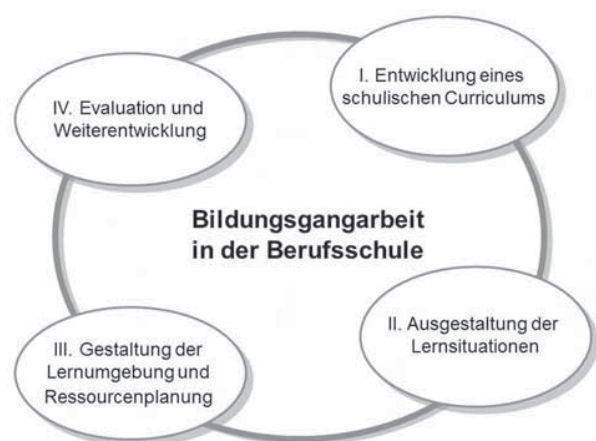 I. Entwicklung eines
schulischen Curriculums
IV. Evaluation und
Weiterentwicklung
Bildungsgangarbeit
in der Berufsschule
II. Ausgestaltung der
Lernsituationen
III. Gestaltung der
Lernumgebung und
Ressourcenplanung